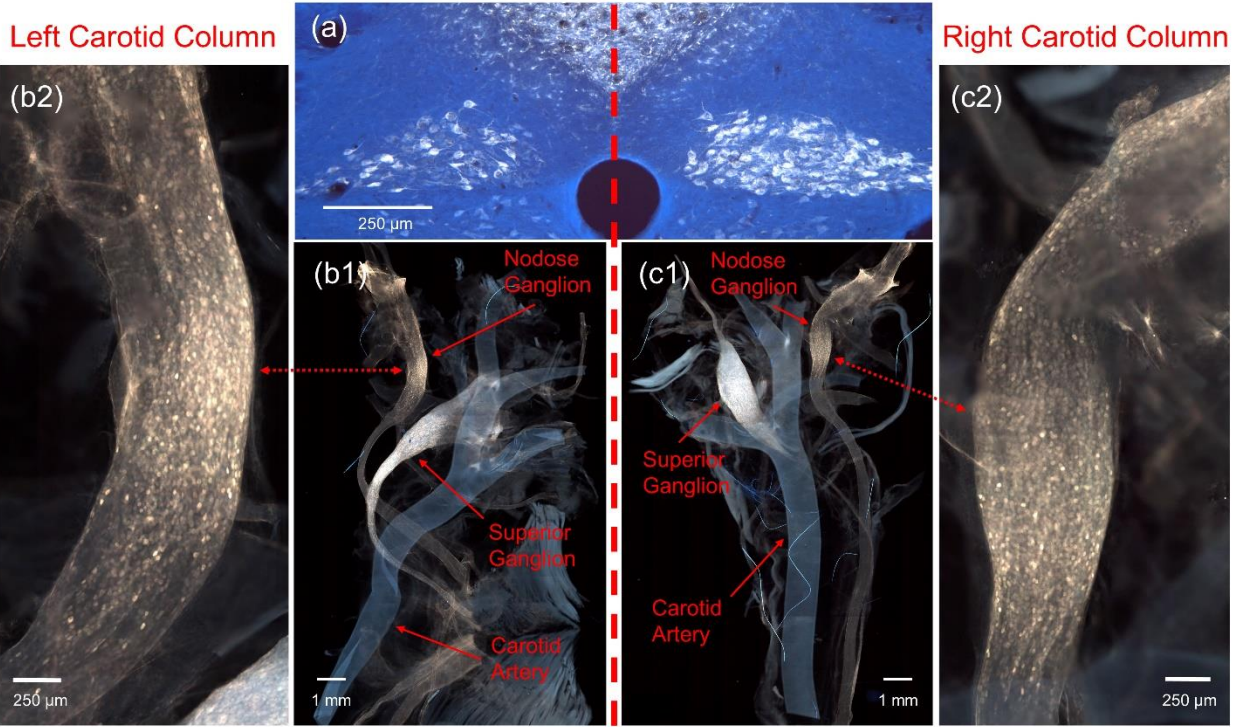 Left Carotid Column
(a)
Right Carotid Column
(b2)
250 µm
(c2)
(b1)
Nodose
Ganglion
Superior
Ganglion
Carotid
Artery
1 mm
(c1)
Nodose
Ganglion
Superior
Ganglion
Carotid
Artery
1 mm
250 µm
250 µm